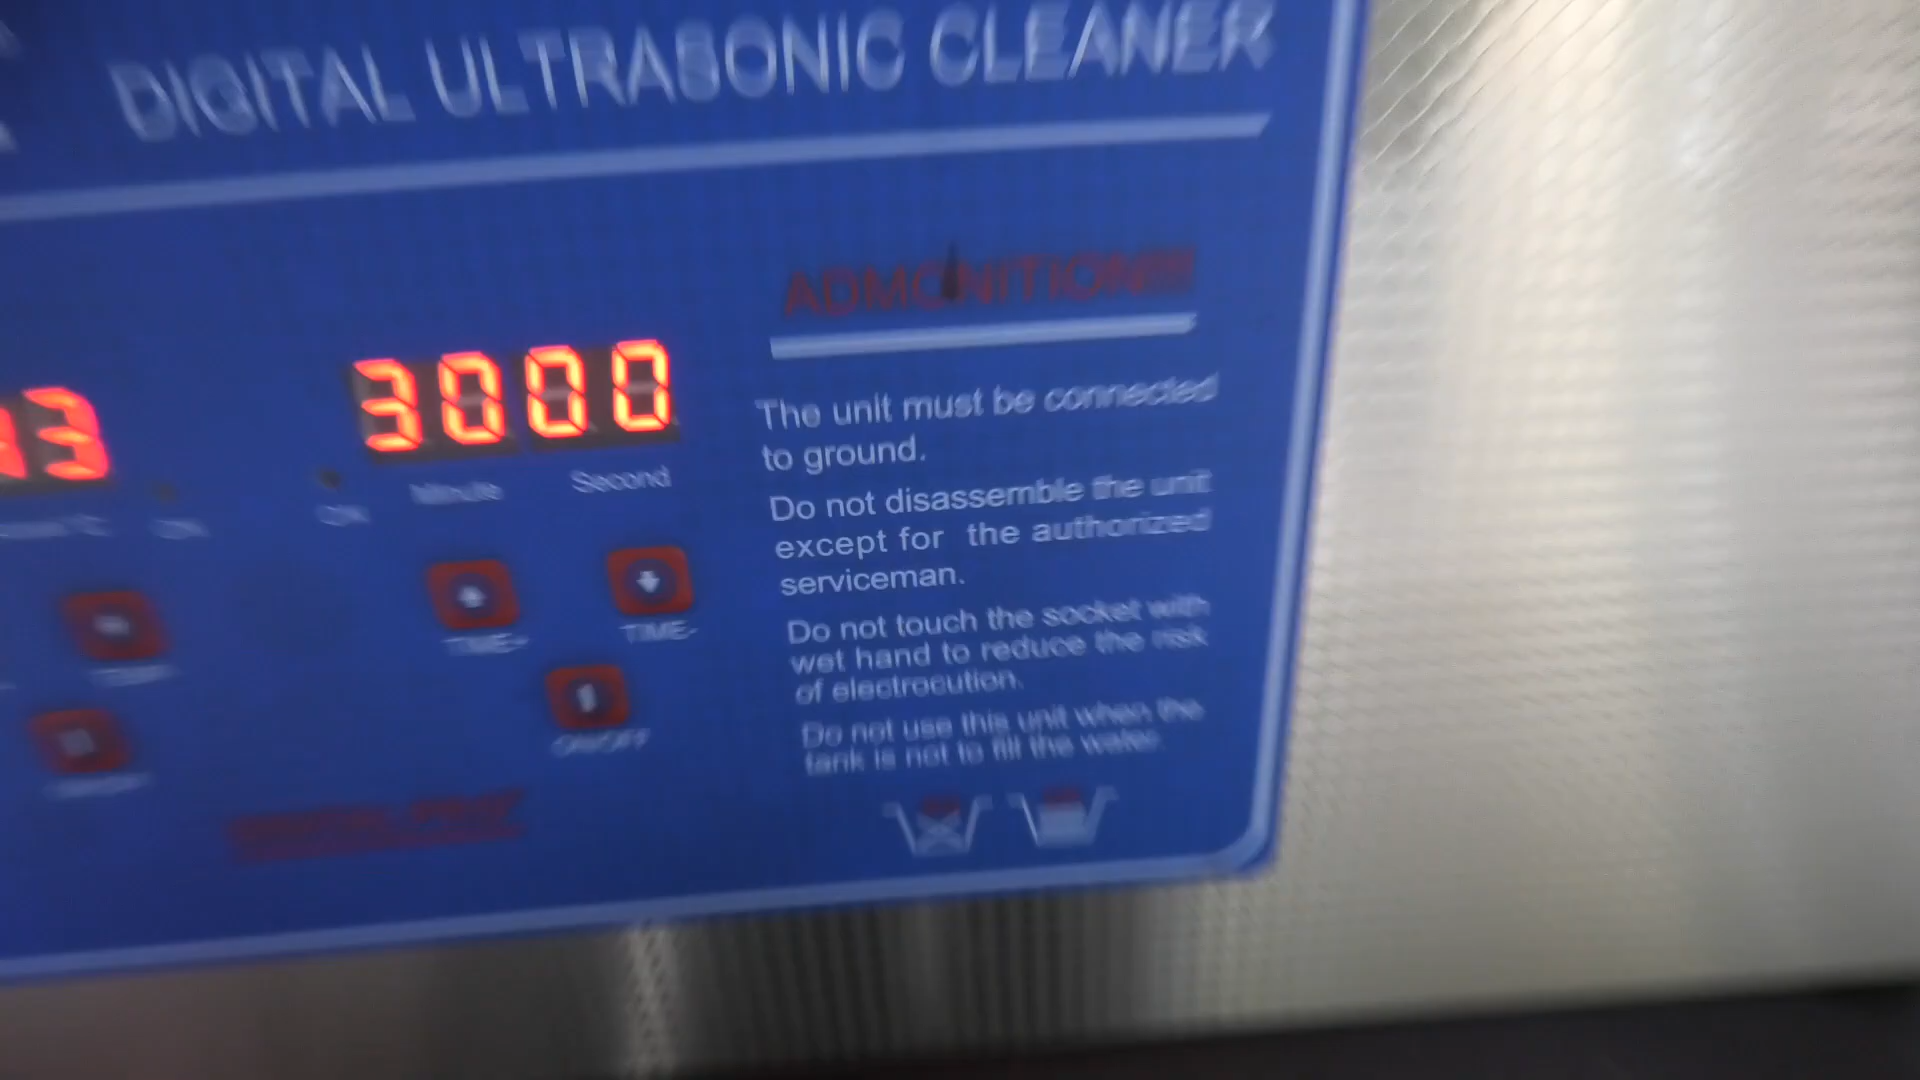 DIGITAL ULTRASONIC CLEANER
ADMONITION!!!
3000
Minute Second
ON
TIME+ TIME-
ON/OFF
The unit must be connected
to ground.
Do not disassemble the unit
except for the authorized
serviceman.
Do not touch the socket with
wet hand to reduce the risk
of electrocution.
Do not use this unit when the
tank is not to fill the water.